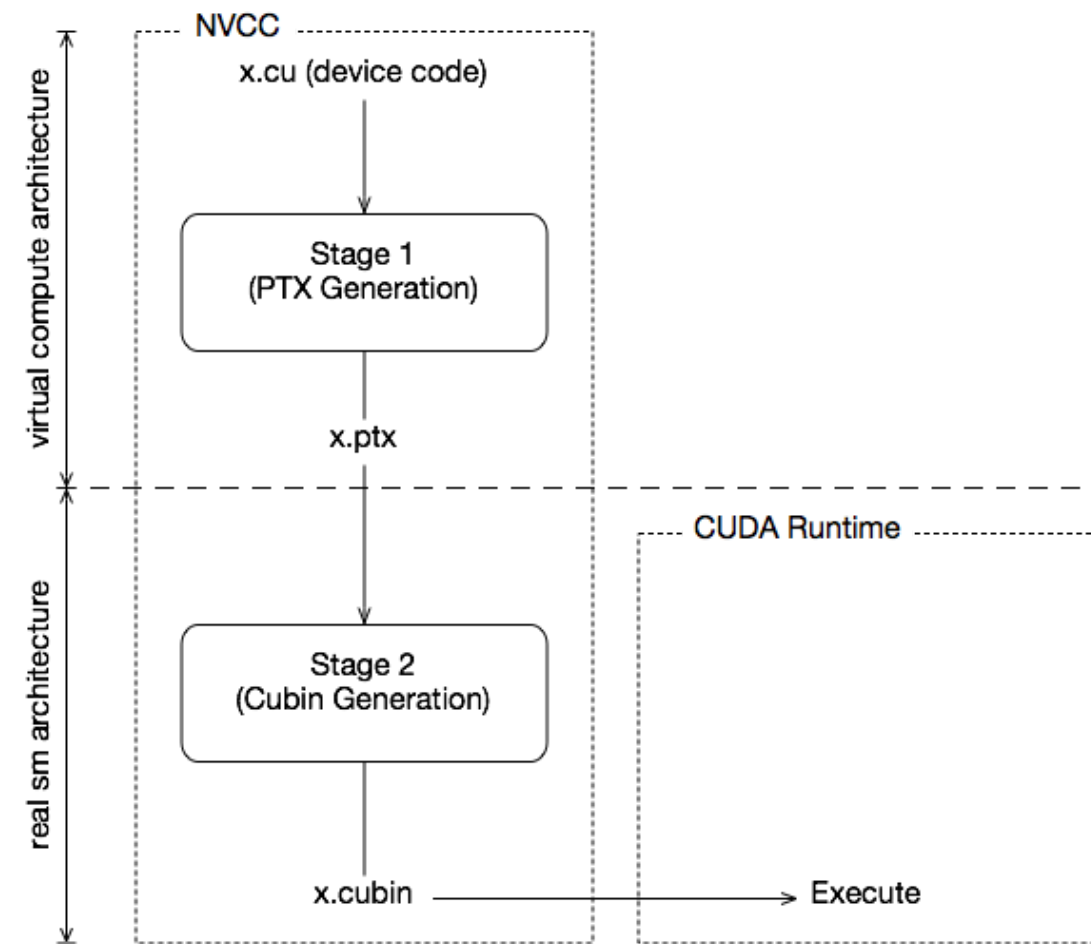 NVCC
x.cu (device code)
virtual compute architecture
Stage 1
(PTX Generation)
x.ptx
CUDA Runtime
real sm architecture
Stage 2
(Cubin Generation)
x.cubin
Execute